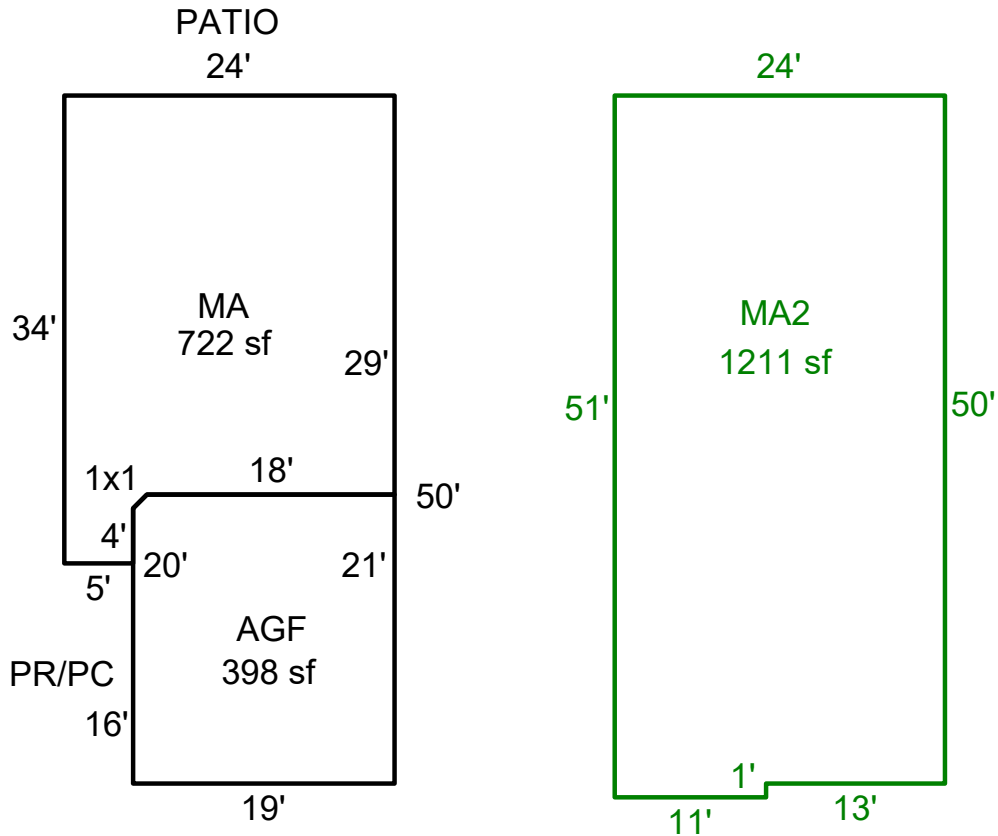 PATIO
24'
34'
MA
722 sf
29'
1x1
18'
50'
4'
20'
21'
5'
AGF
398 sf
PR/PC
16'
19'
24'
MA2
1211 sf
51'
50'
1'
11'
13'